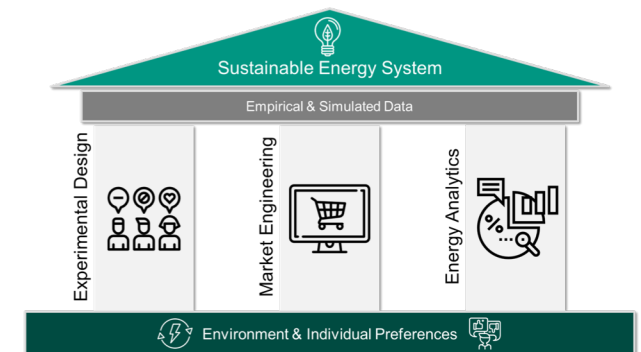 Sustainable Energy System
Empirical & Simulated Data
Experimental Design
Market Engineering
Energy Analytics
%
Environment & Individual Preferences